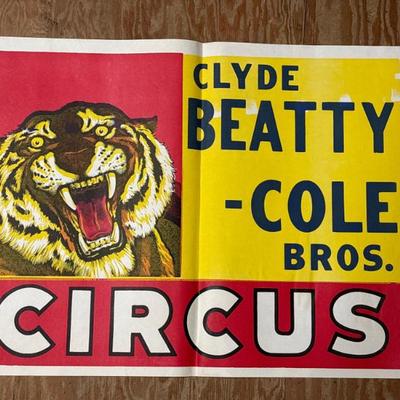 CLYDE
BEATTY
-COLE
BROS.
CIRCUS